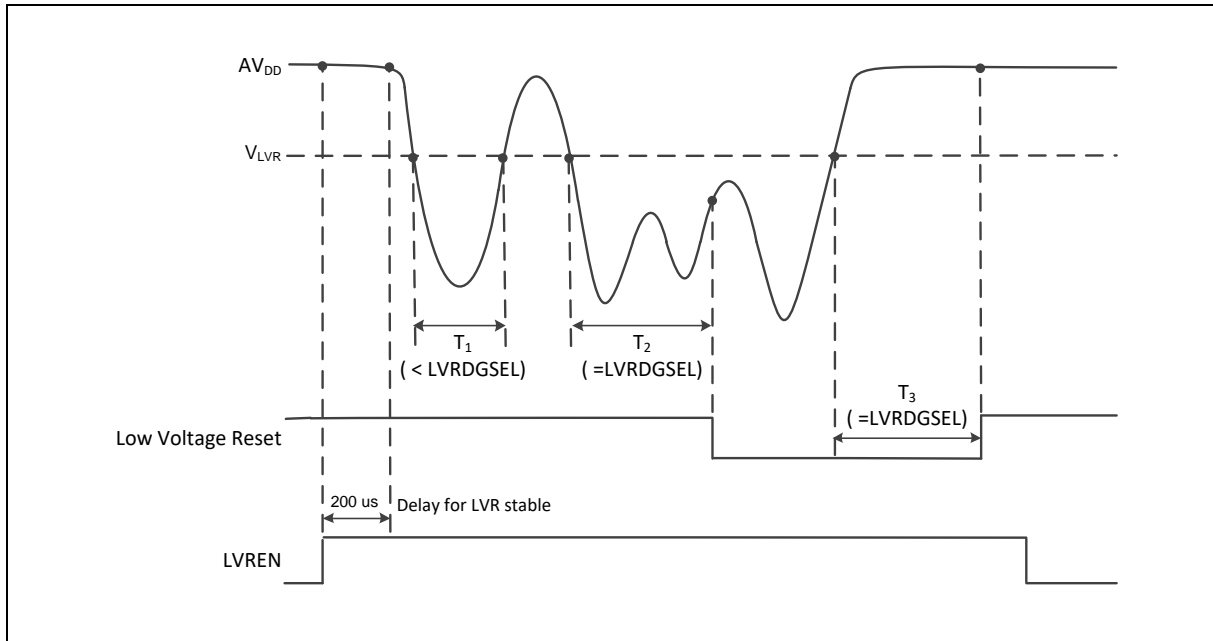 AVDD
VLVR
T1
( < LVRDGSEL)
T2
( =LVRDGSEL)
T3
( =LVRDGSEL)
Low Voltage Reset
200 us
Delay for LVR stable
LVREN